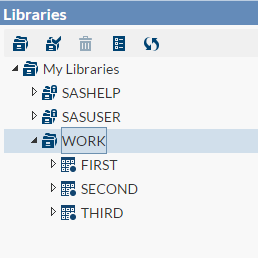 Libraries
My Libraries
SASHELP
SASUSER
WORK
FIRST
SECOND
THIRD